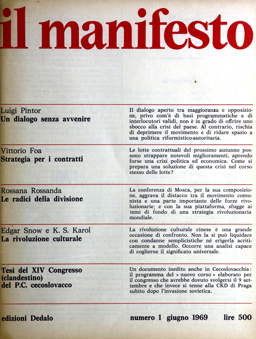 il manifesto
Luigi Pintor
Un dialogo senza avvenire
Il dialogo aperto tra maggioranza e opposizio-
ne, privo com'è di basi programmatiche e di
interlocutori validi, non è in grado di offrire uno
sbocco alla crisi del paese. Al contrario, rischia
di deprimere il movimento e di ridare spazio a
una politica riformistico-autoritaria.
Vittorio Foa
Strategia per i contratti
Le lotte contrattuali del prossimo autunno pos-
sono strappare notevoli miglioramenti, aprendo
forse una crisi politica ed economica. Come si
prepara una soluzione di questa crisi nel corso
stesso delle lotte?
Rossana Rossanda
Le radici della divisione
La conferenza di Mosca, per la sua composizio-
ne, aggrava il distacco tra il movimento comu-
nista e una parte importante delle forze rivo-
luzionarie; e con la sua piattaforma, sfugge ai
temi di fondo di una strategia rivoluzionaria
mondiale.
Edgar Snow e K. S. Karol
La rivoluzione culturale
La rivoluzione culturale cinese è una grande
occasione di confronto. Non la si può liquidare
con condanne semplicistiche né erigerla acriti-
camente a modello. Occorre una analisi capace
di coglierne il significato universale.
Tesi del XIV Congresso
(clandestino)
del P.C. cecoslovacco
Un documento inedito anche in Cecoslovacchia: il
programma del « nuovo corso » elaborato per
il congresso che avrebbe dovuto svolgersi il 9 set-
tembre e che invece si tenne alla CKD di Praga
subito dopo l'invasione sovietica.
edizioni Dedalo
numero 1 giugno 1969
lire 500